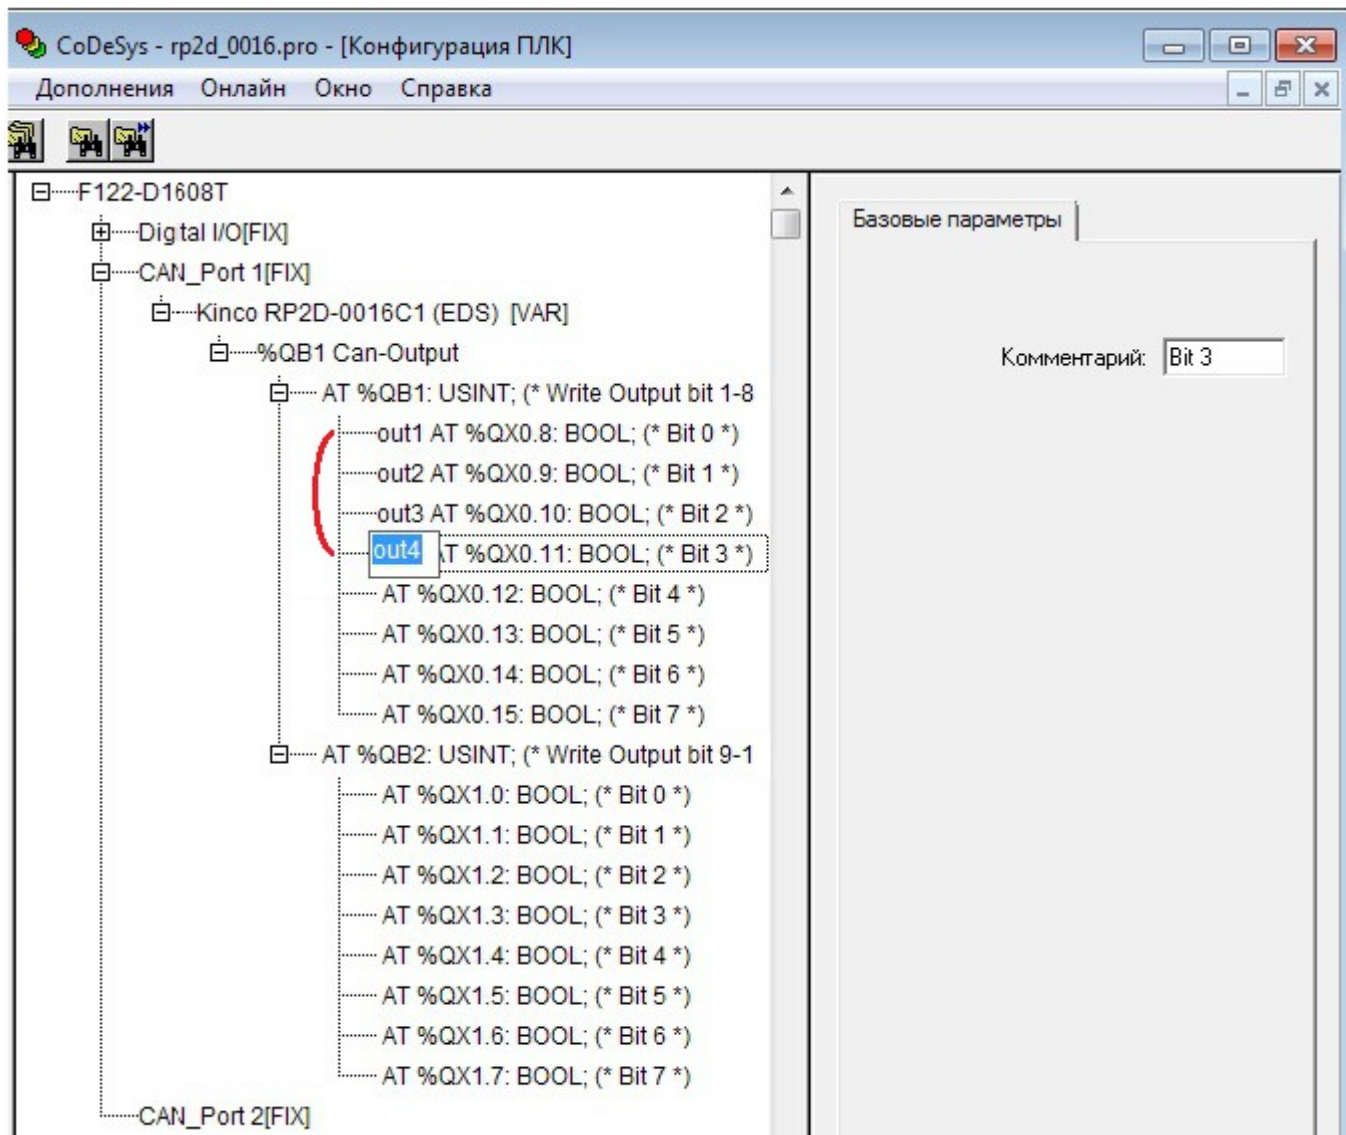 CoDeSys - rp2d_0016.pro - [Конфигурация ПЛК]
Дополнения Онлайн Окно Справка
F122-D1608T
Digital I/O[FIX]
CAN_Port 1[FIX]
Kinco RP2D-0016C1 (EDS) [VAR]
%QB1 Can-Output
AT %QB1: USINT; (* Write Output bit 1-8
out1 AT %QX0.8: BOOL; (* Bit 0 *)
out2 AT %QX0.9: BOOL; (* Bit 1 *)
out3 AT %QX0.10: BOOL; (* Bit 2 *)
out4 AT %QX0.11: BOOL; (* Bit 3 *)
AT %QX0.12: BOOL; (* Bit 4 *)
AT %QX0.13: BOOL; (* Bit 5 *)
AT %QX0.14: BOOL; (* Bit 6 *)
AT %QX0.15: BOOL; (* Bit 7 *)
AT %QB2: USINT; (* Write Output bit 9-1
AT %QX1.0: BOOL; (* Bit 0 *)
AT %QX1.1: BOOL; (* Bit 1 *)
AT %QX1.2: BOOL; (* Bit 2 *)
AT %QX1.3: BOOL; (* Bit 3 *)
AT %QX1.4: BOOL; (* Bit 4 *)
AT %QX1.5: BOOL; (* Bit 5 *)
AT %QX1.6: BOOL; (* Bit 6 *)
AT %QX1.7: BOOL; (* Bit 7 *)
CAN_Port 2[FIX]
Базовые параметры
Комментарий: Bit 3